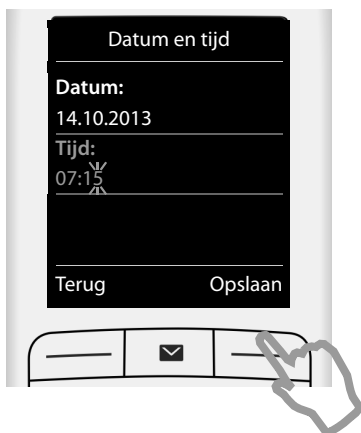 Datum en tijd
Datum:
14.10.2013
Tijd:
07:15
Terug Opslaan